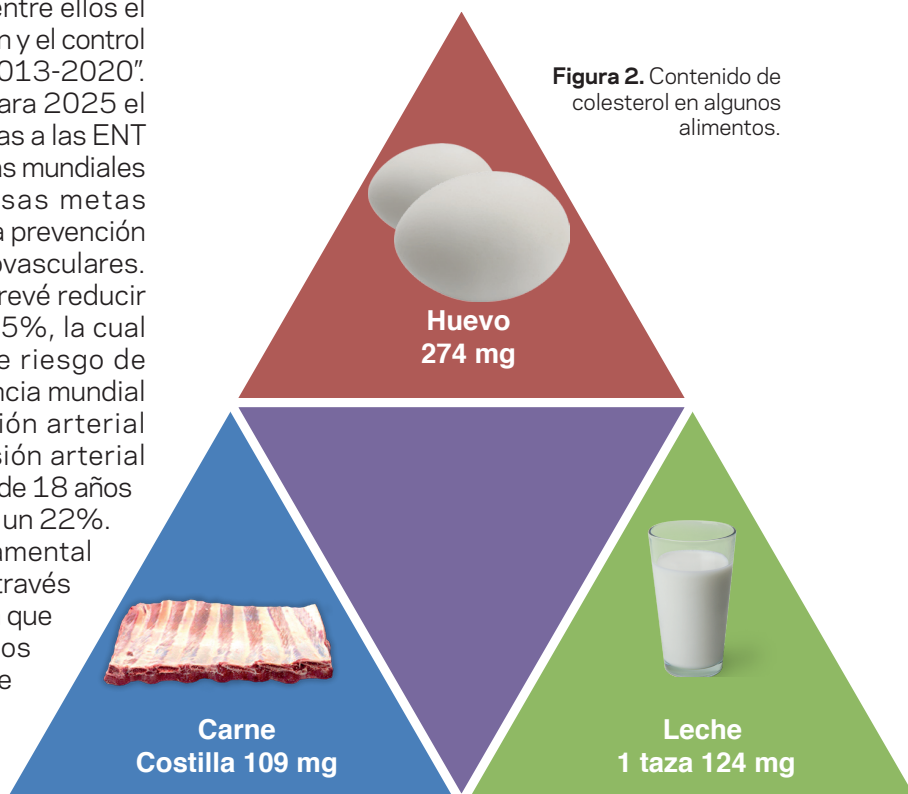 entre ellos el
y el control
013-2020”.
ara 2025 el
as a las ENT
s mundiales
sas metas
a prevención
ovasculares.
revé reducir
5%, la cual
e riesgo de
ncia mundial
ión arterial
sión arterial
de 18 años
un 22%.
amental
través
que
os
e
Figura 2. Contenido de
colesterol en algunos
alimentos.
Huevo
274 mg
Carne
Costilla 109 mg
Leche
1 taza 124 mg